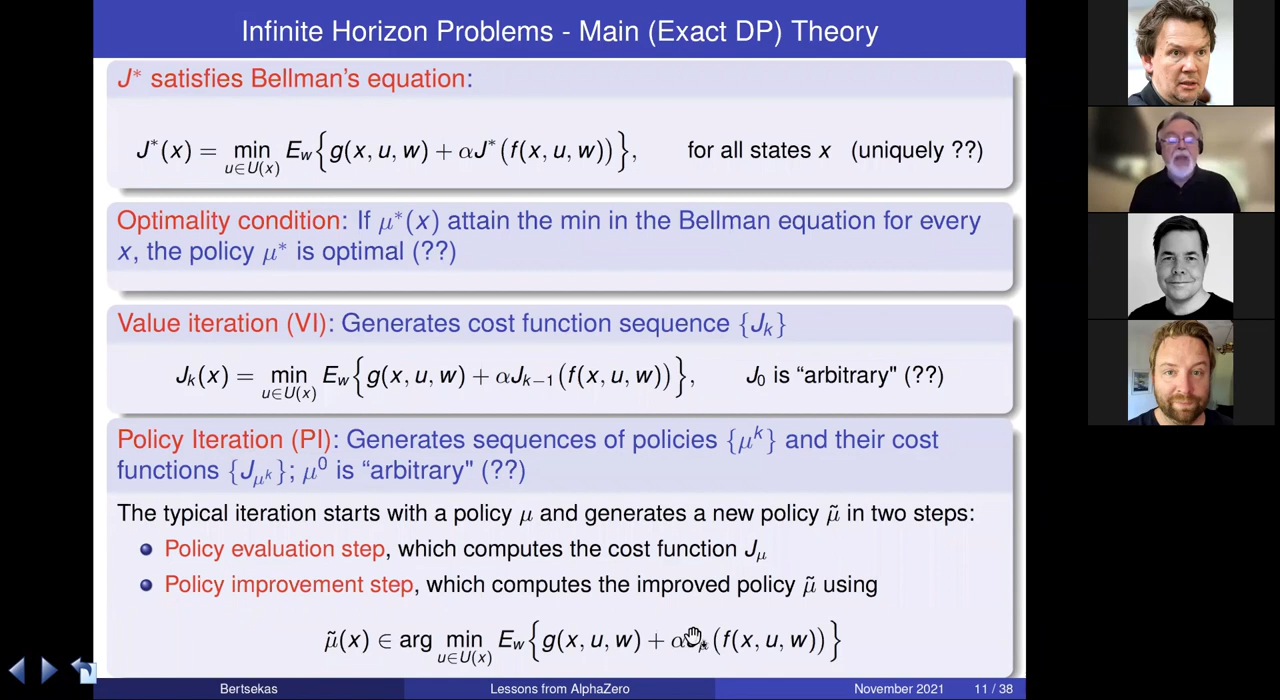 Infinite Horizon Problems - Main (Exact DP) Theory
J* satisfies Bellman's equation:
J*(x) = min_{u∈U(x)} E_w{g(x, u, w) + αJ*(f(x, u, w))}, for all states x (uniquely ??)
Optimality condition: If μ*(x) attain the min in the Bellman equation for every
x, the policy μ* is optimal (??)
Value iteration (VI): Generates cost function sequence {J_k}
J_k(x) = min_{u∈U(x)} E_w{g(x, u, w) + αJ_{k−1}(f(x, u, w))}, J_0 is “arbitrary" (??)
Policy Iteration (PI): Generates sequences of policies {μ^k} and their cost
functions {J_{μ^k}}; μ^0 is “arbitrary" (??)
The typical iteration starts with a policy μ and generates a new policy μ̃ in two steps:
Policy evaluation step, which computes the cost function J_μ
Policy improvement step, which computes the improved policy μ̃ using
μ̃(x) ∈ arg min_{u∈U(x)} E_w{g(x, u, w) + α (f(x, u, w))}
Bertsekas Lessons from AlphaZero November 2021 11 / 38